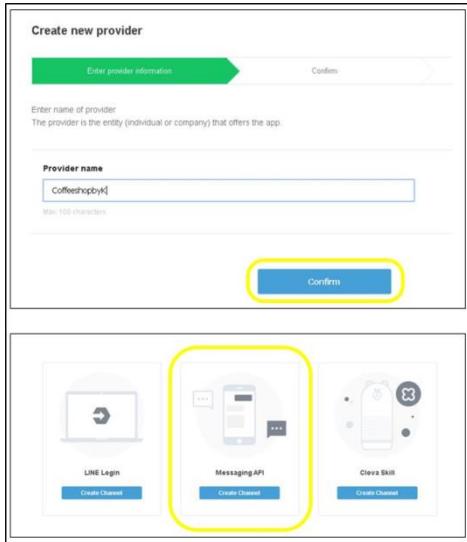 Create new provider
Enter provider information
Confirm
Enter name of provider
The provider is the entity (individual or company) that offers the app.
Provider name
CoffeeshopbyK
Max: 100 characters
Confirm
LINE Login
Messaging API
Clova Skill
Create Channel
Create Channel
Create Channel